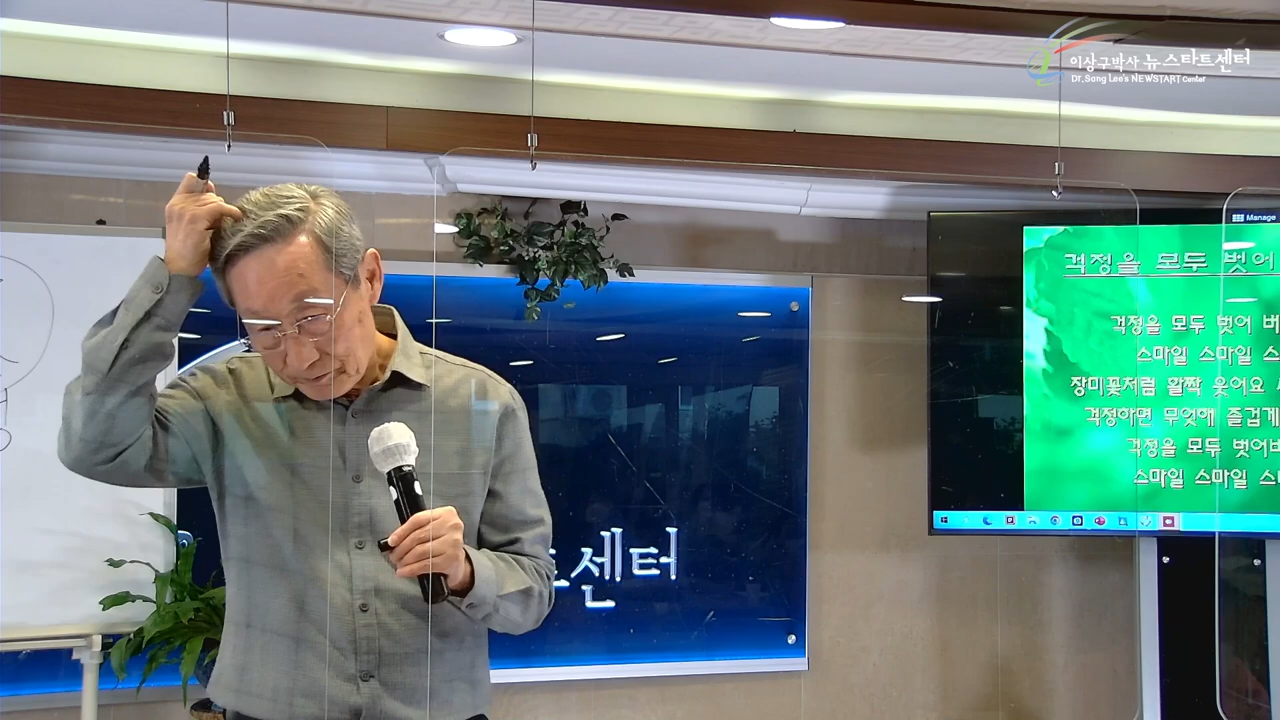 이상구박사 뉴스타트센터
Dr.Sang Lee's NEWSTART Center
Manage
걱정을 모두 벗어
걱정을 모두 벗어 버
스마일 스마일 스
장미꽃처럼 활짝 웃어요
걱정하면 무엇해 즐겁게
걱정을 모두 벗어버
스마일 스마일 스
센터